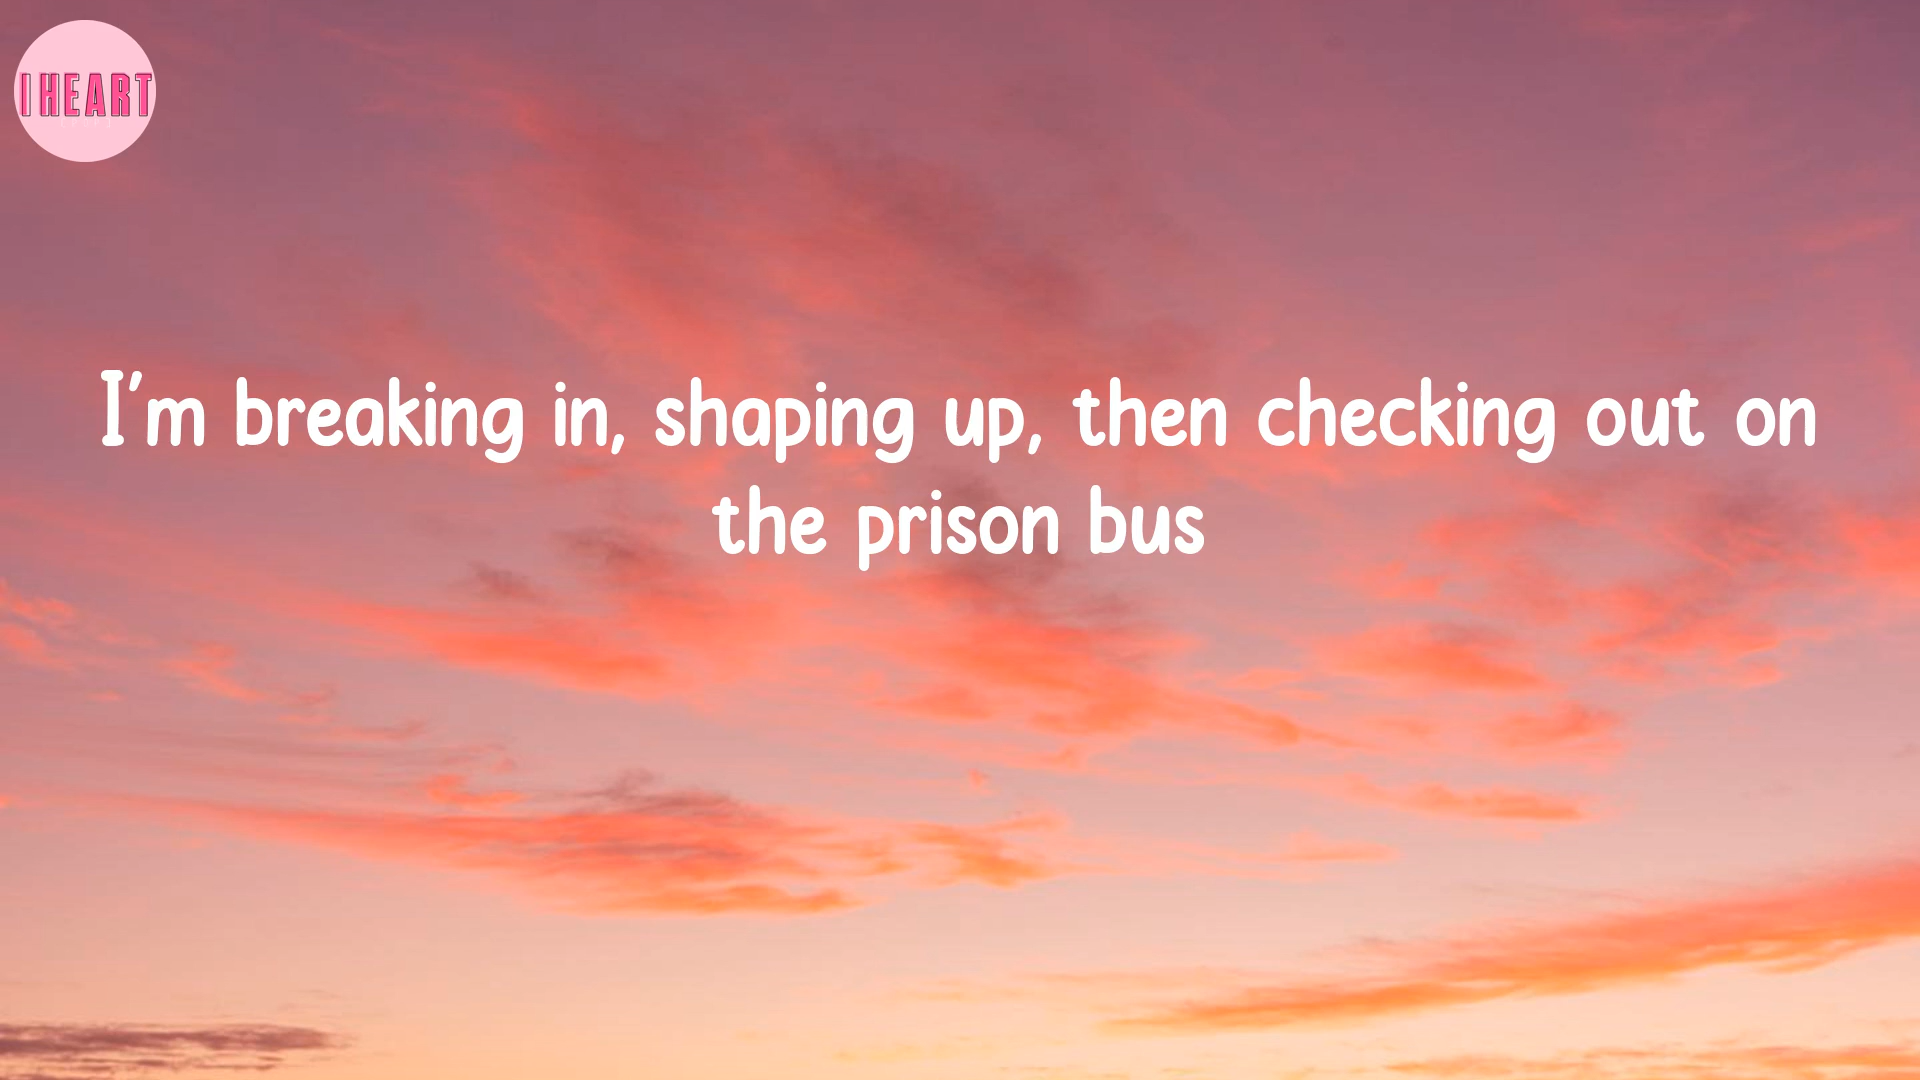 I HEART
I'm breaking in, shaping up, then checking out on
the prison bus